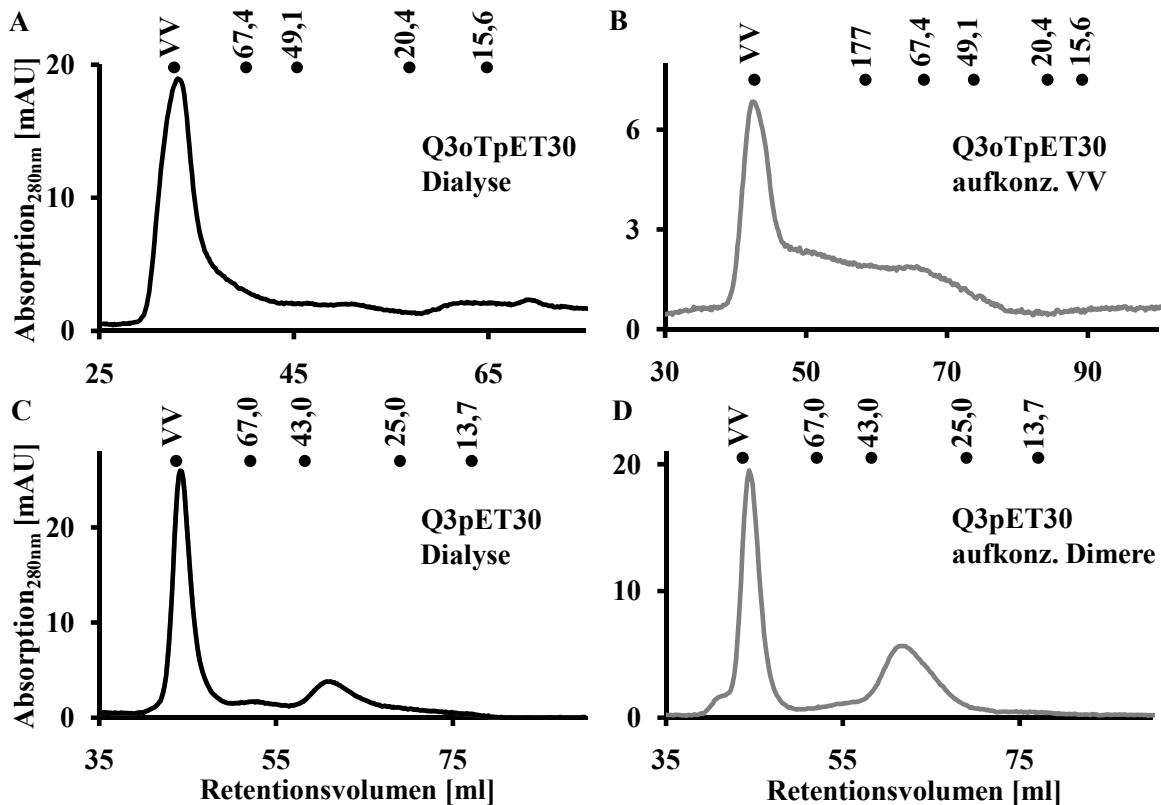 A
VV
67,4
49,1
20,4
15,6
20
10
0
25
45
65
Q3oTpET30
Dialyse
Absorption280nm [mAU]
B
VV
177
67,4
49,1
20,4
15,6
6
3
0
30
50
70
90
Q3oTpET30
aufkonz. VV
C
VV
67,0
43,0
25,0
13,7
20
10
0
35
55
75
Q3pET30
Dialyse
Absorption280nm [mAU]
Retentionsvolumen [ml]
D
VV
67,0
43,0
25,0
13,7
20
10
0
35
55
75
Q3pET30
aufkonz. Dimere
Retentionsvolumen [ml]